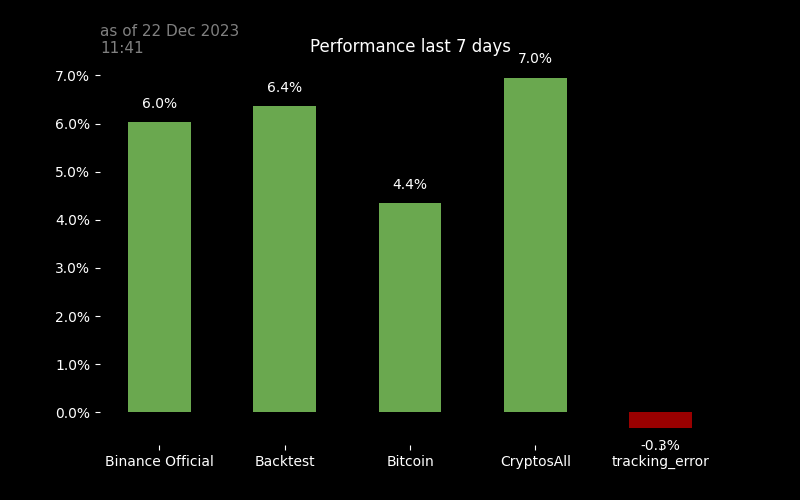 as of 22 Dec 2023
11:41
Performance last 7 days
7.0%
7.0%
6.0%
6.4%
6.0%
4.4%
5.0%
4.0%
3.0%
2.0%
1.0%
0.0%
-0.3%
Binance Official
Backtest
Bitcoin
CryptosAll
tracking_error